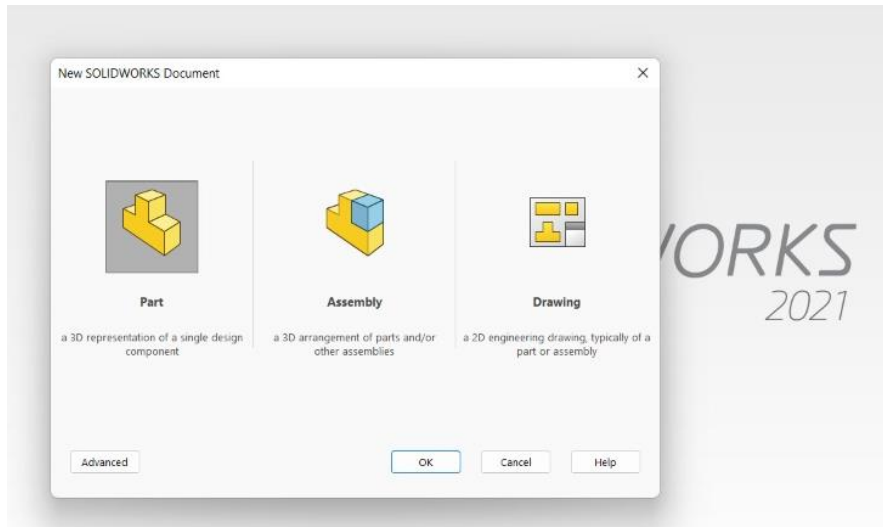 New SOLIDWORKS Document
Part
Assembly
Drawing
a 3D representation of a single design
component
a 3D arrangement of parts and/or
other assemblies
a 2D engineering drawing, typically of a
part or assembly
Advanced
OK
Cancel
Help
ORKS
2021